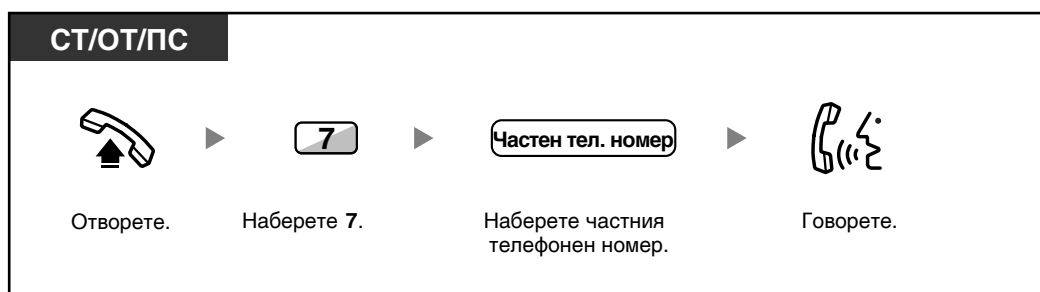 СТ/ОТ/ПС
7
Частен тел. номер
Отворете.
Наберете 7.
Наберете частния
телефонен номер.
Говорете.